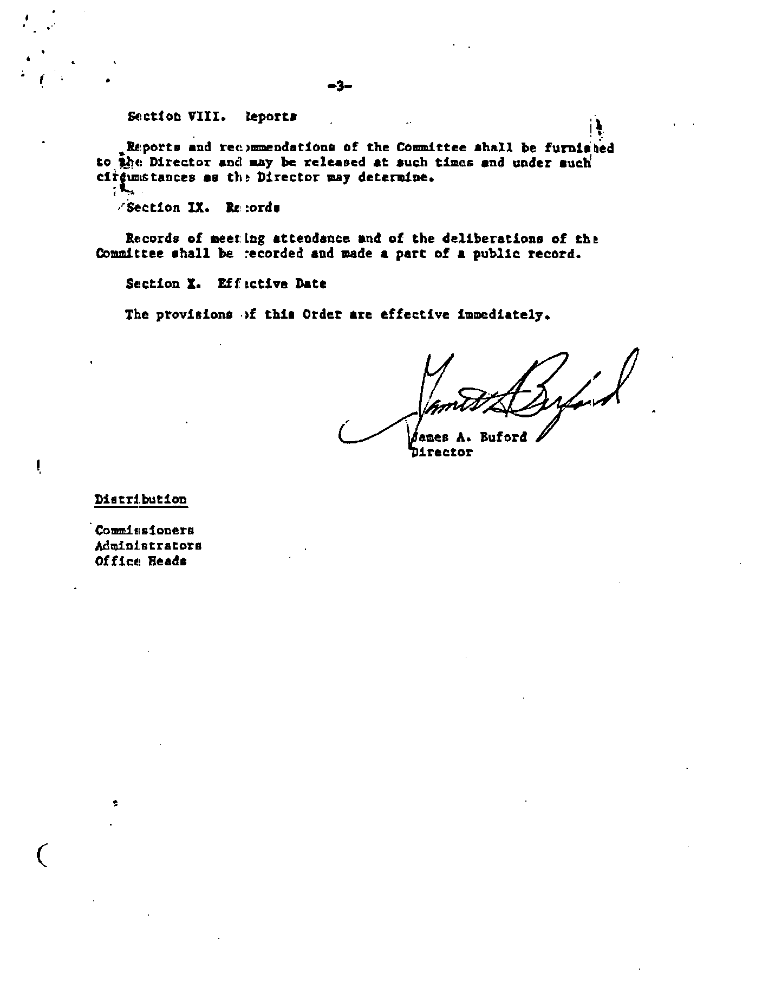 -3-
Section VIII. Reports
Reports and recommendations of the Committee shall be furnished
to the Director and may be released at such times and under such
circumstances as the Director may determine.
Section IX. Records
Records of meeting attendance and of the deliberations of the
Committee shall be recorded and made a part of a public record.
Section X. Effective Date
The provisions of this Order are effective immediately.
James A. Buford
James A. Buford
Director
Distribution
Commissioners
Administrators
Office Heads